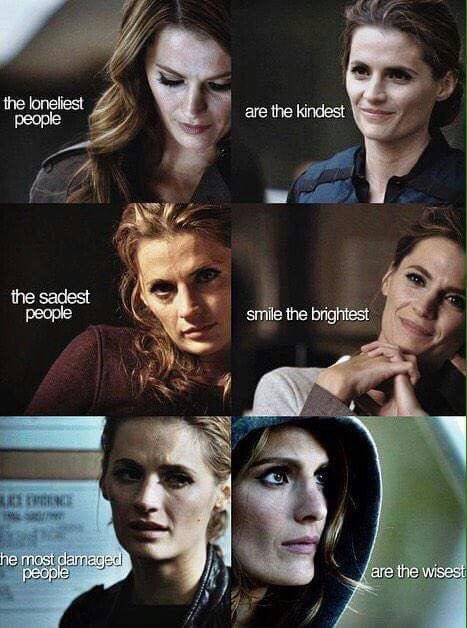 the loneliest
people
are the kindest
the sadest
people
smile the brightest
the most damaged
people
are the wisest